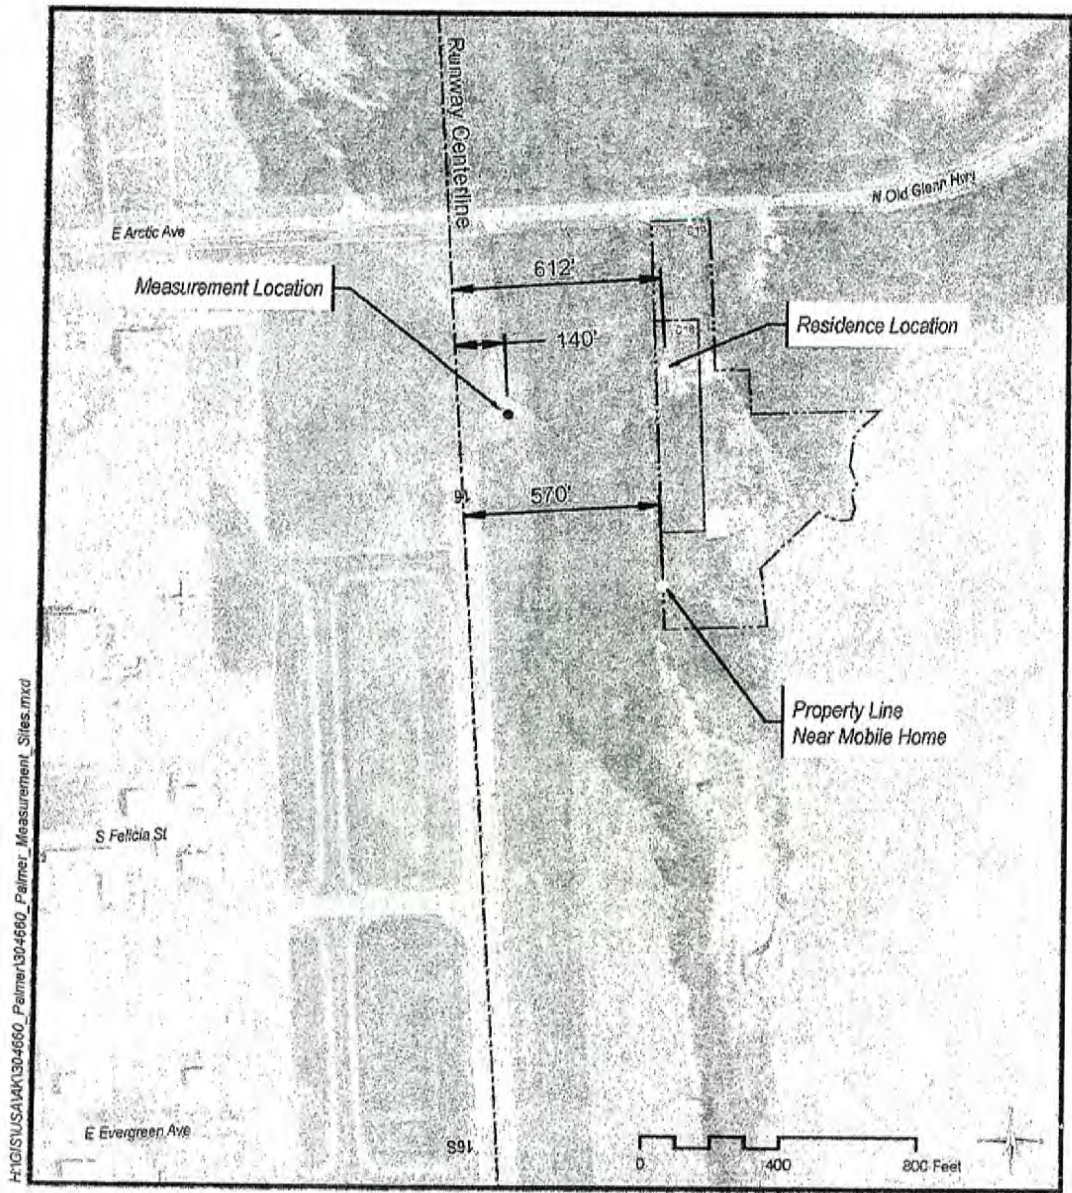 Runway Centerline
N Old Glenn Hwy
E Arctic Ave
612'
Measurement Location
140'
Residence Location
570'
Property Line
Near Mobile Home
S Felicia St
E Evergreen Ave
16S
0 400 800 Feet
H:\GIS\USA\AK\304660_Palmer\304660_Palmer_Measurement_Sites.mxd